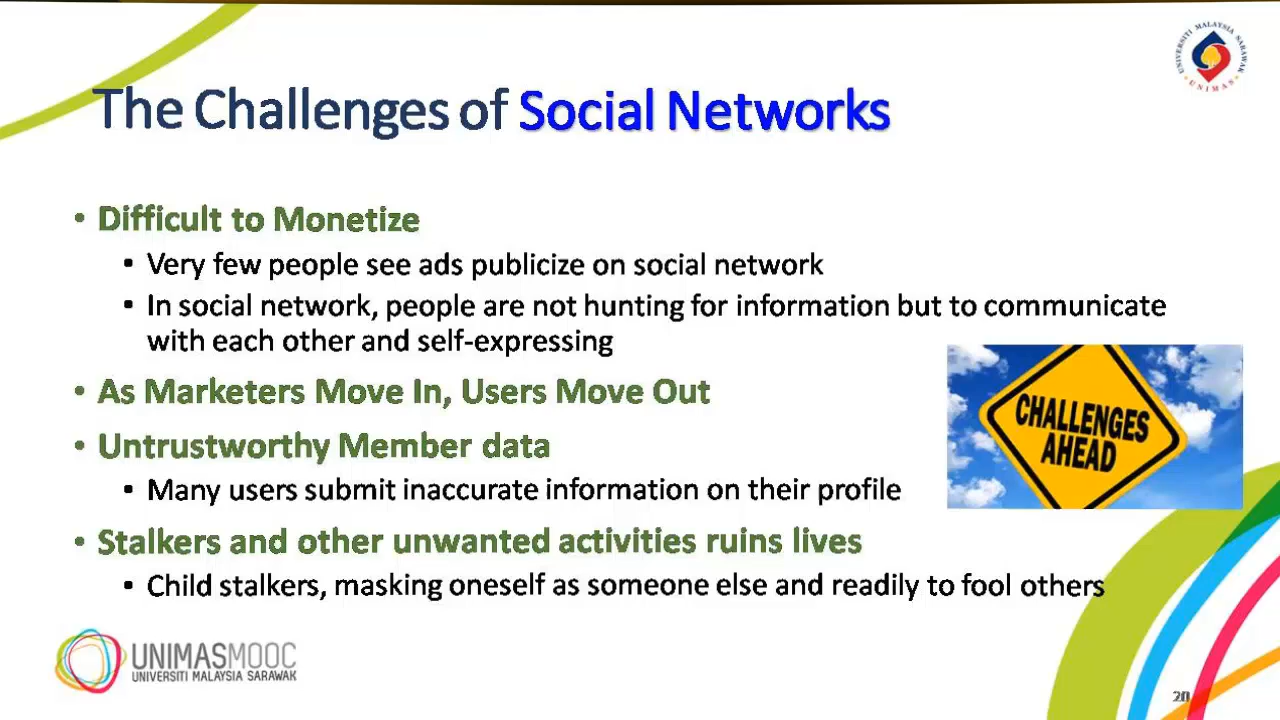 UNIVERSITI MALAYSIA SARAWAK
UNIMAS
The Challenges of Social Networks
• Difficult to Monetize
▪ Very few people see ads publicize on social network
▪ In social network, people are not hunting for information but to communicate
with each other and self-expressing
• As Marketers Move In, Users Move Out
• Untrustworthy Member data
▪ Many users submit inaccurate information on their profile
• Stalkers and other unwanted activities ruins lives
▪ Child stalkers, masking oneself as someone else and readily to fool others
CHALLENGES
AHEAD
UNIMASMOOC
UNIVERSITI MALAYSIA SARAWAK
20